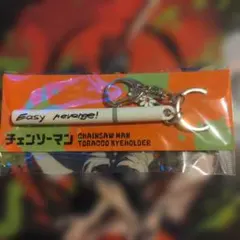 Easy revenge!
チェンソーマン
CHAINSAW MAN
TOBACCO KEYHOLDER